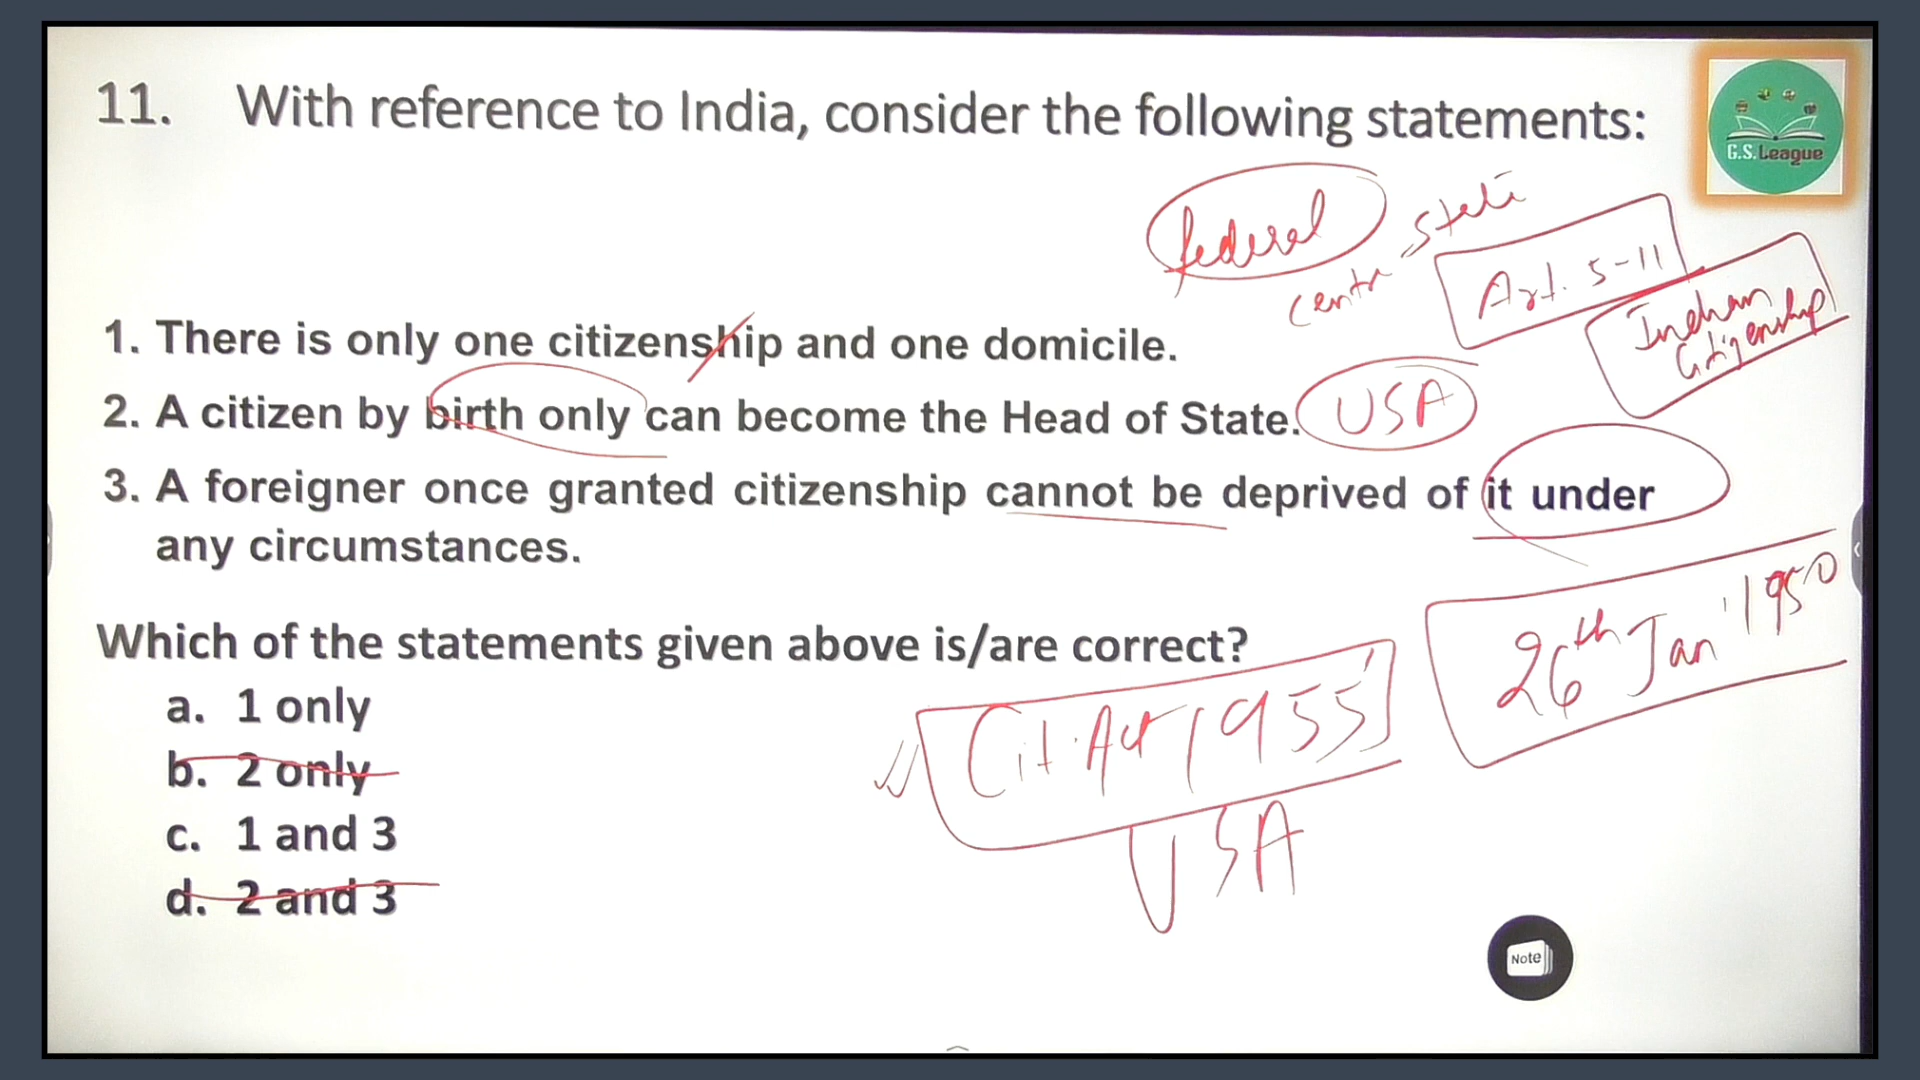 11. With reference to India, consider the following statements:
G.S.League
federal
centr state
Art. 5-11
Indian
Citizenship
1. There is only one citizenship and one domicile.
2. A citizen by birth only can become the Head of State.
USA
3. A foreigner once granted citizenship cannot be deprived of it under
any circumstances.
26th Jan 1950
Which of the statements given above is/are correct?
Cit. Act 1955
a. 1 only
b. 2 only
c. 1 and 3
USA
d. 2 and 3
Note